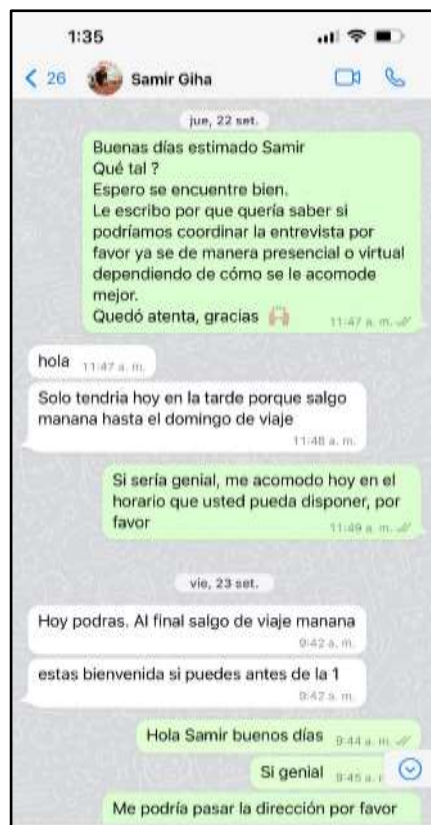 1:35
26
Samir Giha
jue, 22 set.
Buenas días estimado Samir
Qué tal ?
Espero se encuentre bien.
Le escribo por que quería saber si
podríamos coordinar la entrevista por
favor ya se de manera presencial o virtual
dependiendo de cómo se le acomode
mejor.
Quedó atenta, gracias
11:47 a. m.
hola
11:47 a. m.
Solo tendria hoy en la tarde porque salgo
manana hasta el domingo de viaje
11:48 a. m.
Si sería genial, me acomodo hoy en el
horario que usted pueda disponer, por
favor
11:49 a. m.
vie, 23 set.
Hoy podras. Al final salgo de viaje manana
9:42 a. m.
estas bienvenida si puedes antes de la 1
9:42 a. m.
Hola Samir buenos días
9:44 a. m.
Si genial
9:45 a.
Me podría pasar la dirección por favor